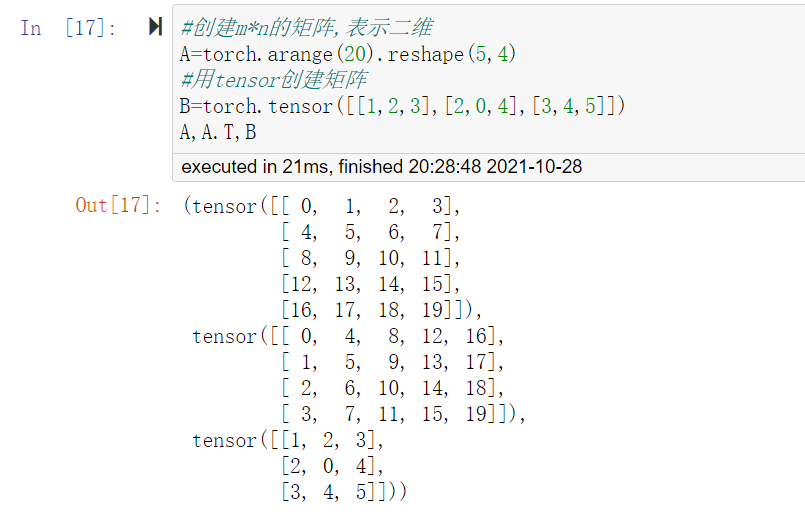 In [17]:
#创建m*n的矩阵,表示二维
A=torch.arange(20).reshape(5,4)
#用tensor创建矩阵
B=torch.tensor([[1,2,3],[2,0,4],[3,4,5]])
A,A.T,B
executed in 21ms, finished 20:28:48 2021-10-28
Out[17]:
(tensor([[ 0,  1,  2,  3],
[ 4,  5,  6,  7],
[ 8,  9, 10, 11],
[12, 13, 14, 15],
[16, 17, 18, 19]]),
tensor([[ 0,  4,  8, 12, 16],
[ 1,  5,  9, 13, 17],
[ 2,  6, 10, 14, 18],
[ 3,  7, 11, 15, 19]]),
tensor([[1, 2, 3],
[2, 0, 4],
[3, 4, 5]]))